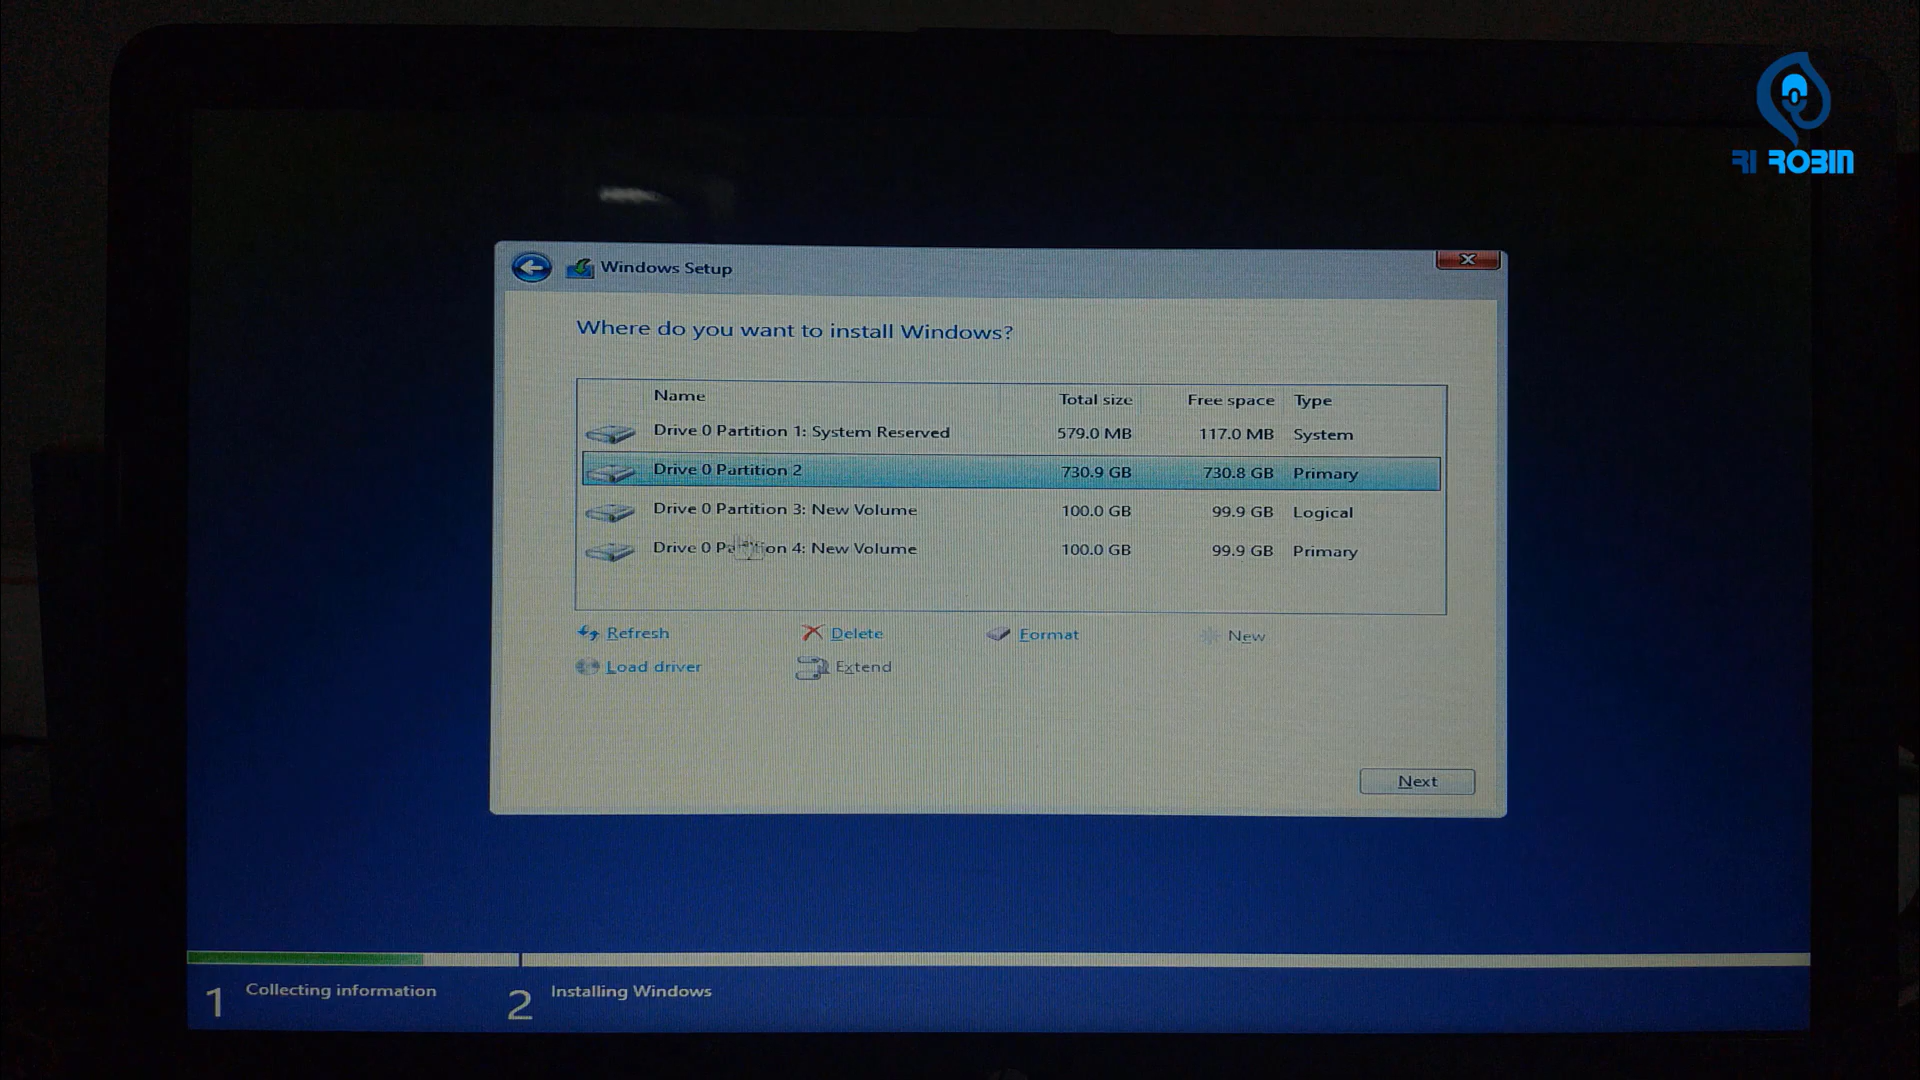 RI ROBIN
Windows Setup
Where do you want to install Windows?
Name Total size Free space Type
Drive 0 Partition 1: System Reserved 579.0 MB 117.0 MB System
Drive 0 Partition 2 730.9 GB 730.8 GB Primary
Drive 0 Partition 3: New Volume 100.0 GB 99.9 GB Logical
Drive 0 Partition 4: New Volume 100.0 GB 99.9 GB Primary
Refresh Delete Format New
Load driver Extend
Next
1 Collecting information 2 Installing Windows